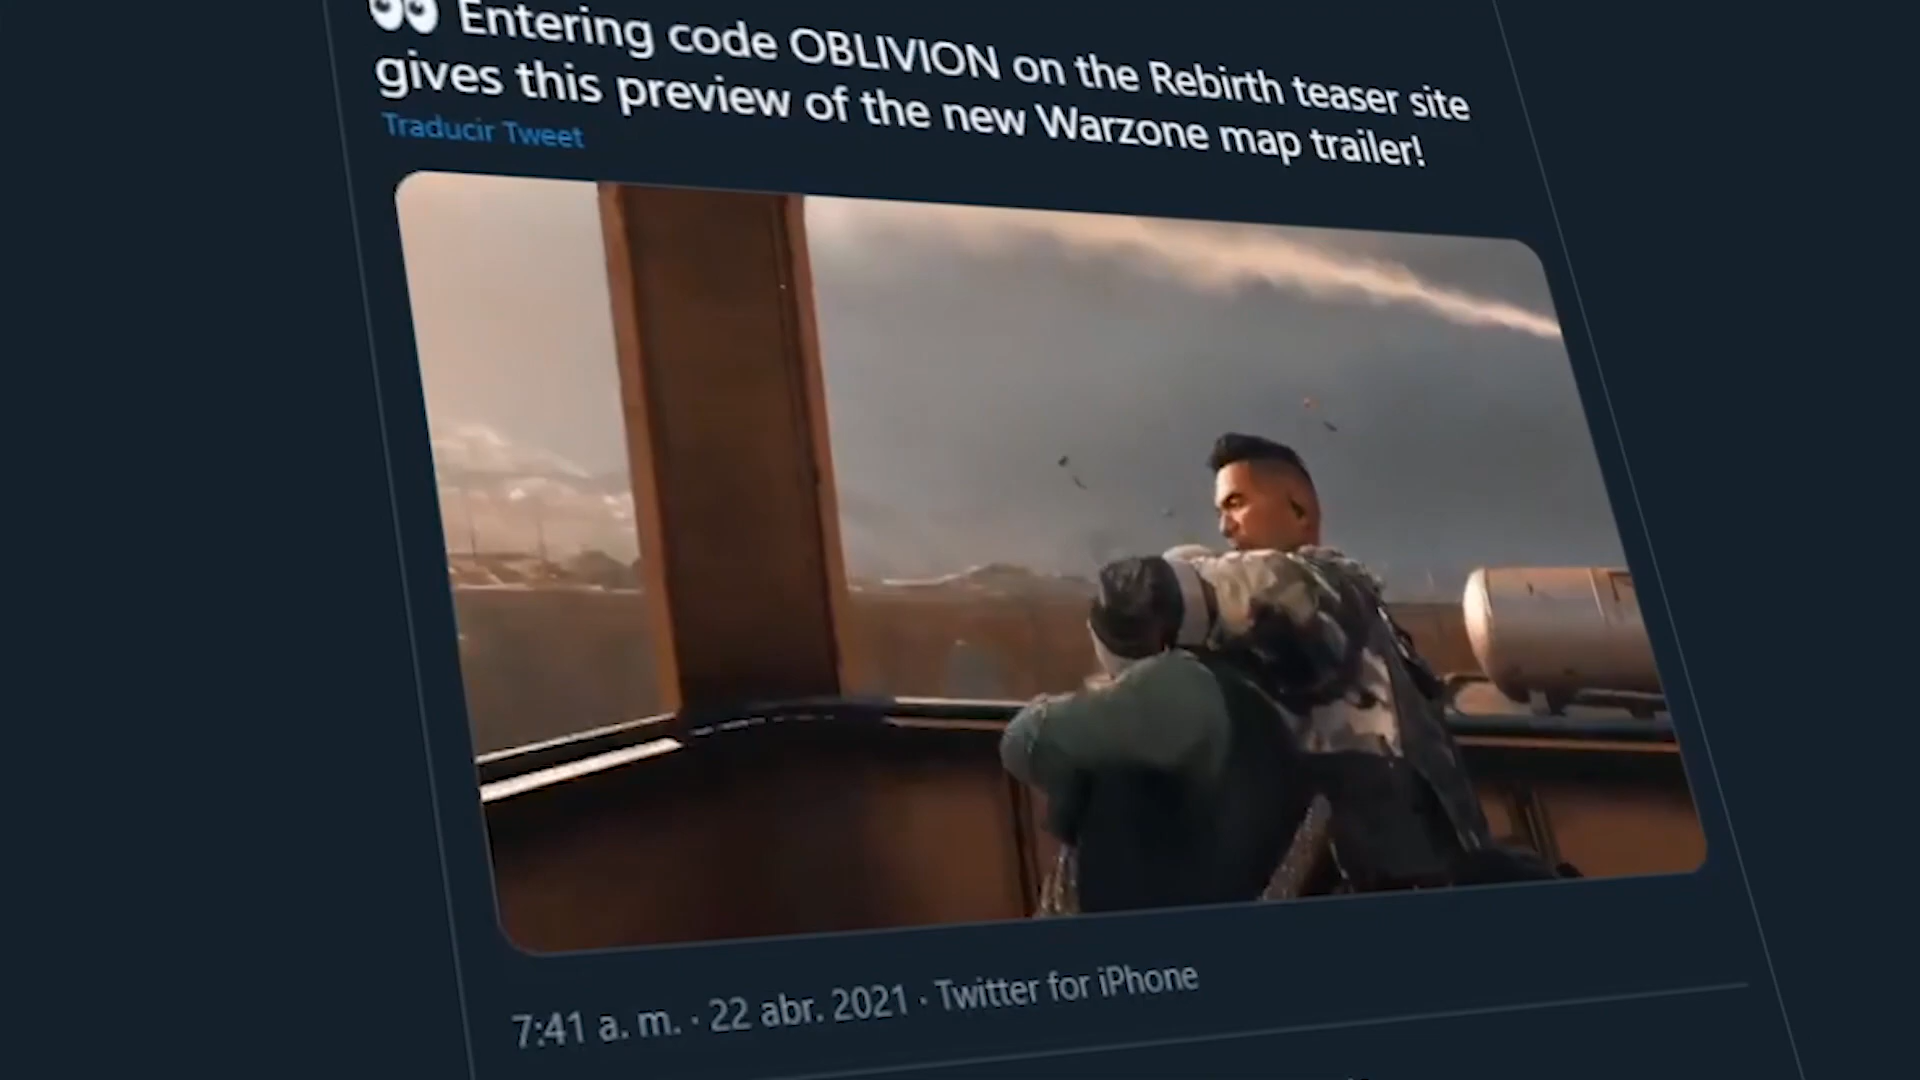 👀 Entering code OBLIVION on the Rebirth teaser site
gives this preview of the new Warzone map trailer!
Traducir Tweet
7:41 a. m. · 22 abr. 2021 · Twitter for iPhone